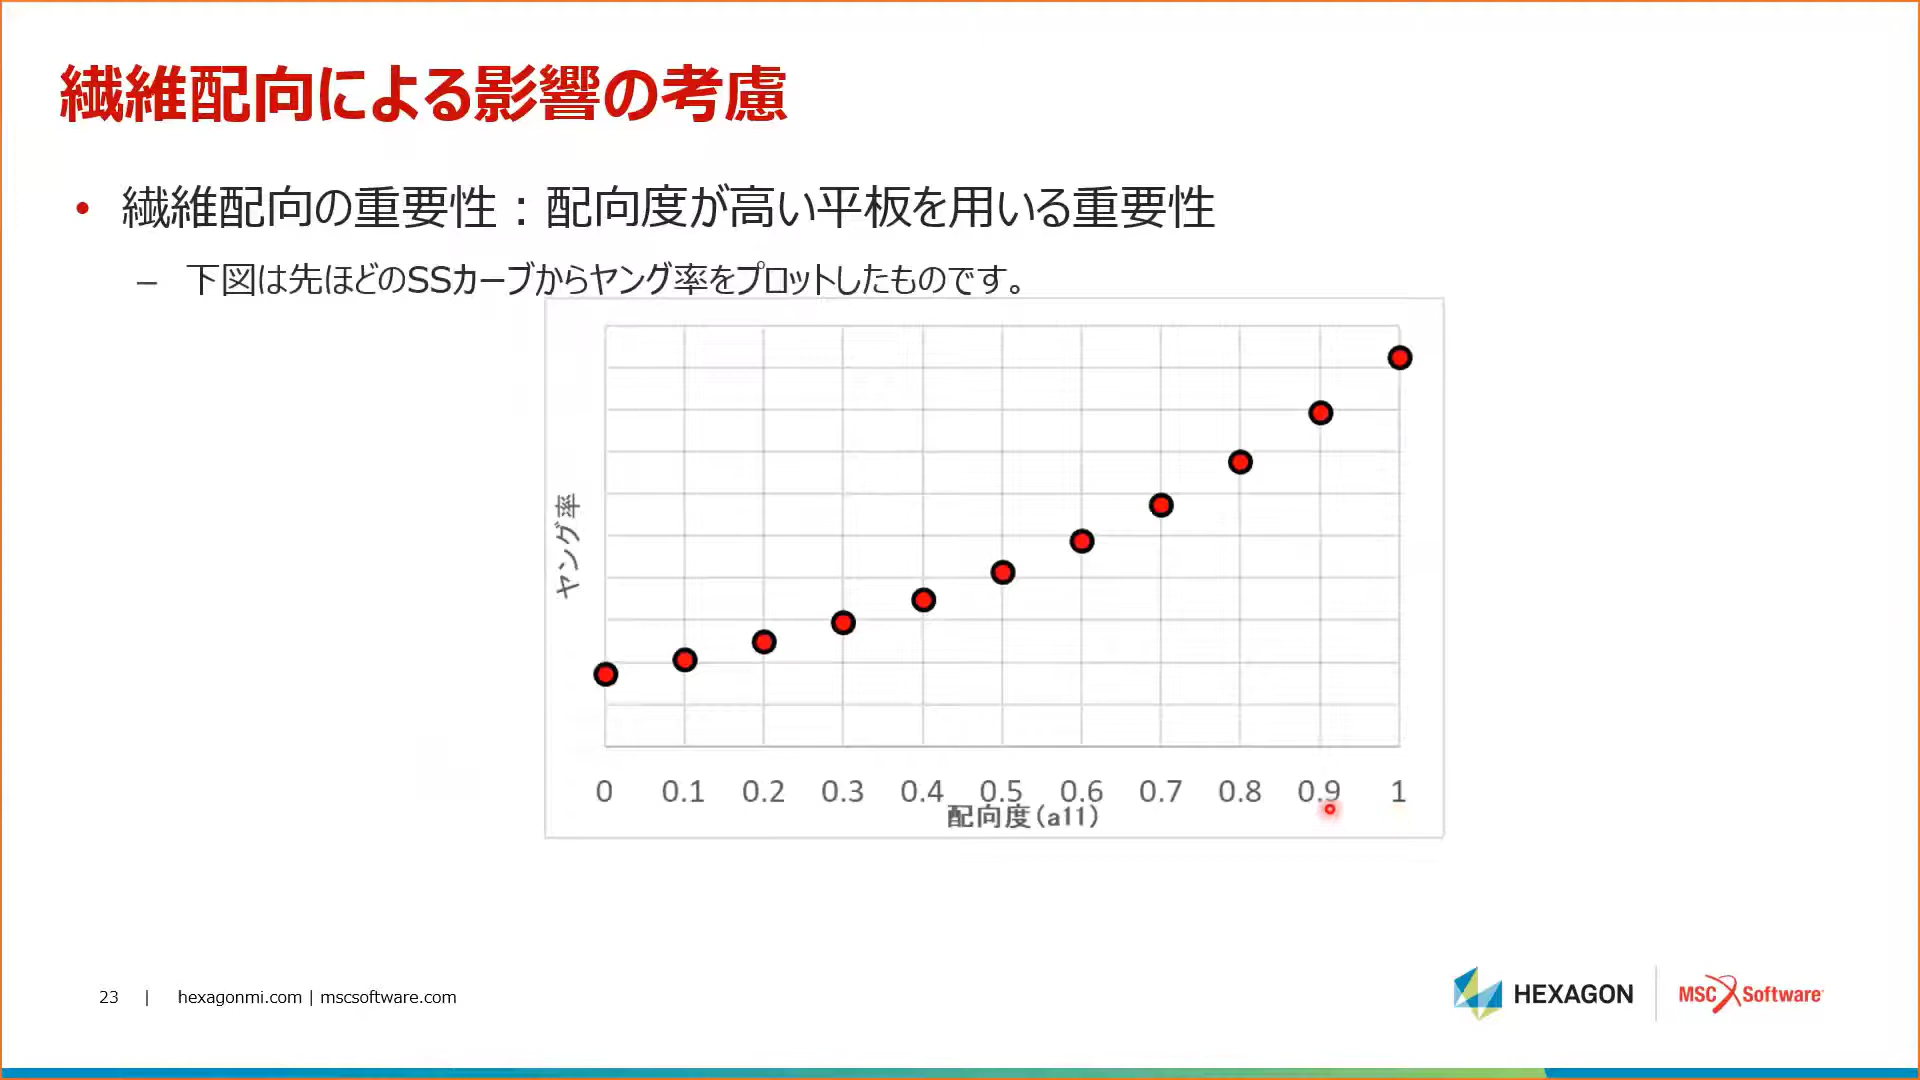 繊維配向による影響の考慮
• 繊維配向の重要性：配向度が高い平板を用いる重要性
– 下図は先ほどのSSカーブからヤング率をプロットしたものです。
ヤング率
0 0.1 0.2 0.3 0.4 0.5 0.6 0.7 0.8 0.9 1
配向度(a11)
23 | hexagonmi.com | mscsoftware.com
HEXAGON
MSC Software